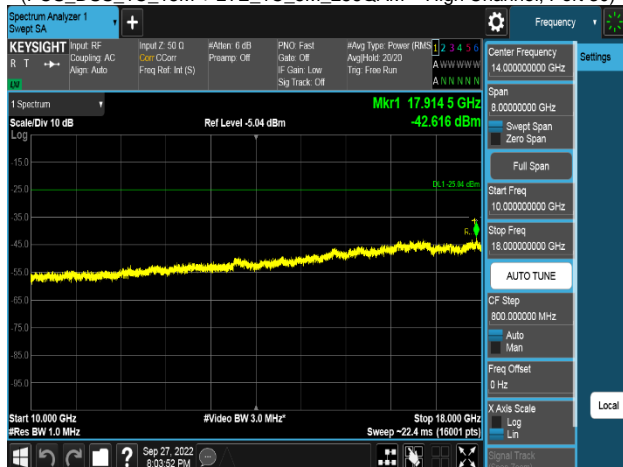 Spectrum Analyzer 1
Swept SA
+
Frequency
KEYSIGHT
R T
Input: RF
Coupling: AC
Align: Auto
Input Z: 50 Ω
Corr CCorr
Freq Ref: Int (S)
#Atten: 6 dB
Preamp: Off
PNO: Fast
Gate: Off
IF Gain: Low
Sig Track: Off
#Avg Type: Power (RMS
Avg|Hold: 20/20
Trig: Free Run
1 2 3 4 5 6
A W W W W W
A N N N N N
1 Spectrum
Scale/Div 10 dB
Log
Ref Level -5.04 dBm
Mkr1 17.914 5 GHz
-42.616 dBm
-15.0
DL1 -25.04 dBm
-25.0
-35.0
-45.0
-55.0
-65.0
-75.0
-85.0
-95.0
Start 10.000 GHz
#Res BW 1.0 MHz
#Video BW 3.0 MHz*
Stop 18.000 GHz
Sweep ~22.4 ms (16001 pts)
Sep 27, 2022
8:03:52 PM
Center Frequency
14.000000000 GHz
Settings
Span
8.00000000 GHz
Swept Span
Zero Span
Full Span
Start Freq
10.000000000 GHz
Stop Freq
18.000000000 GHz
AUTO TUNE
CF Step
800.000000 MHz
Auto
Man
Freq Offset
0 Hz
X Axis Scale
Log
Lin
Local
Signal Track